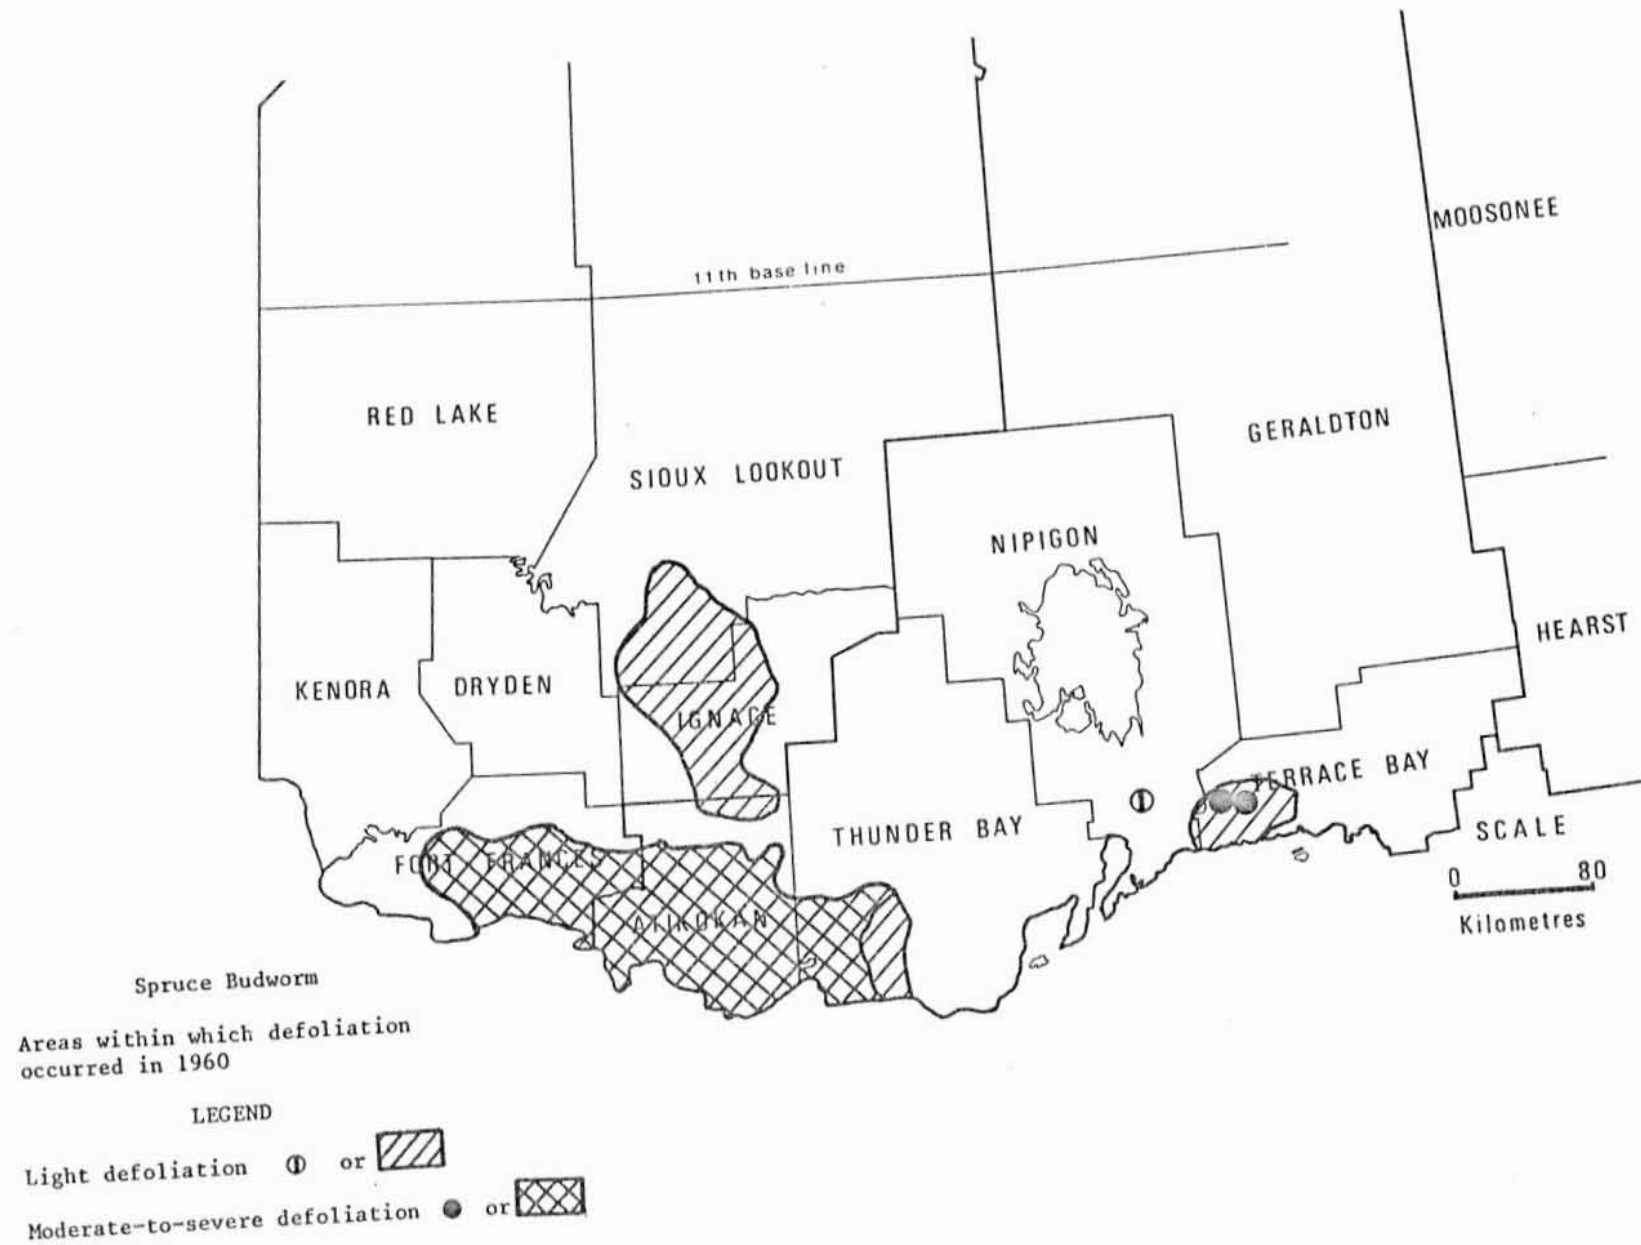 MOOSONEE
11th base line
RED LAKE
GERALDTON
SIOUX LOOKOUT
NIPIGON
HEARST
KENORA
DRYDEN
IGNACE
TERRACE BAY
THUNDER BAY
SCALE
FORT FRANCES
0 80
Kilometres
ATIKOKAN
Spruce Budworm
Areas within which defoliation
occurred in 1960
LEGEND
Light defoliation or
Moderate-to-severe defoliation or